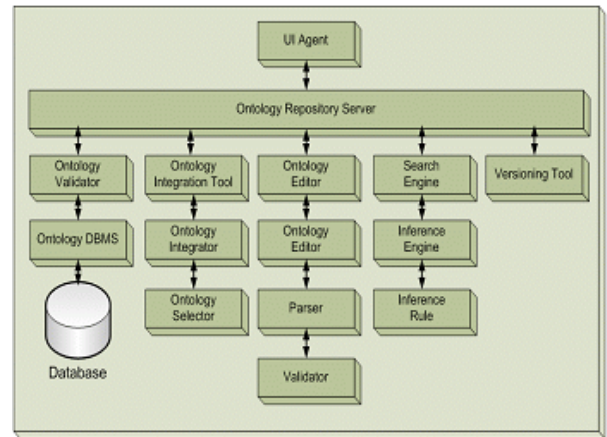 UI Agent
Ontology Repository Server
Ontology
Validator
Ontology
Integration Tool
Ontology
Editor
Search
Engine
Versioning Tool
Ontology DBMS
Ontology
Integrator
Ontology
Editor
Inference
Engine
Ontology
Selector
Parser
Inference
Rule
Database
Validator